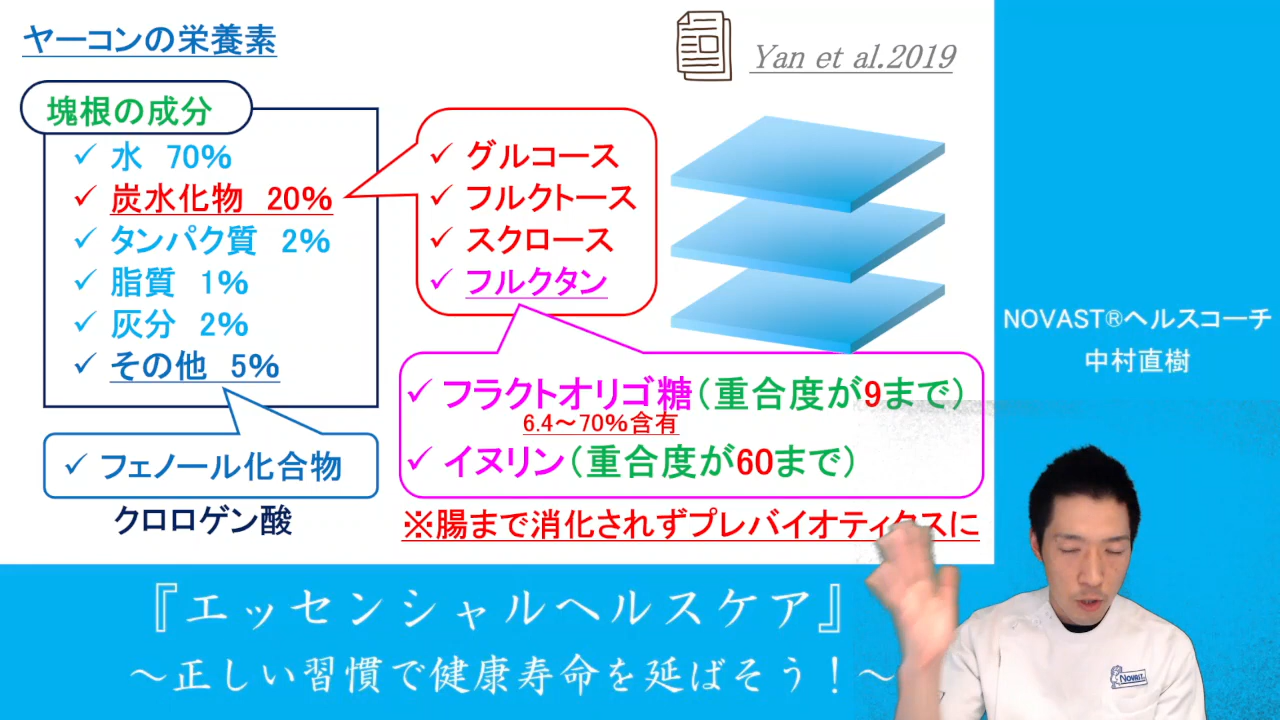 ヤーコンの栄養素
Yan et al.2019
塊根の成分
✓ 水 70%
✓ 炭水化物 20%
✓ タンパク質 2%
✓ 脂質 1%
✓ 灰分 2%
✓ その他 5%
✓ グルコース
✓ フルクトース
✓ スクロース
✓ フルクタン
✓ フラクトオリゴ糖（重合度が9まで）
6.4～70%含有
✓ イヌリン（重合度が60まで）
✓ フェノール化合物
クロロゲン酸
※腸まで消化されずプレバイオティクスに
NOVAST®ヘルスコーチ
中村直樹
『エッセンシャルヘルスケア』
～正しい習慣で健康寿命を延ばそう！～
NOVAST